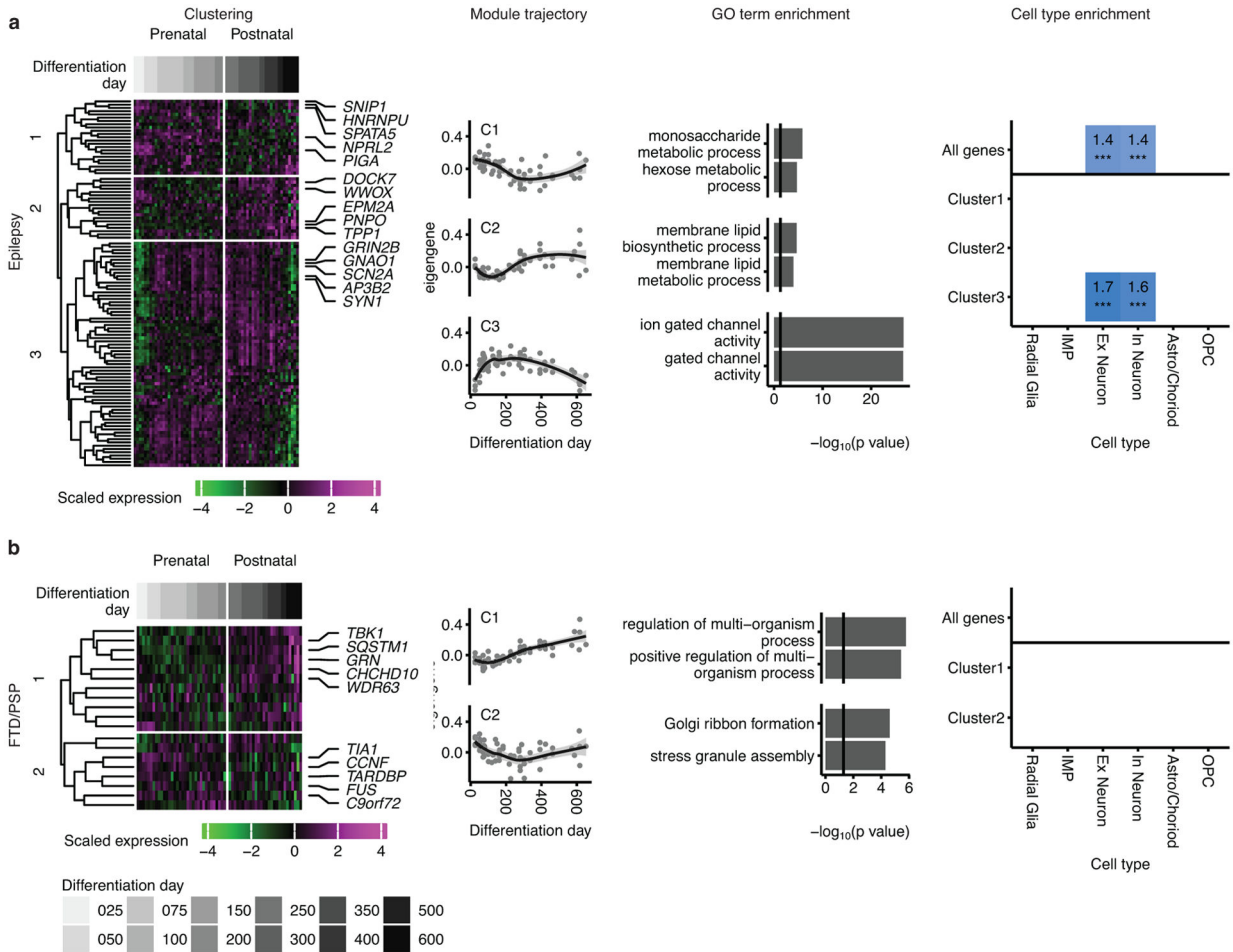 a
Clustering
Module trajectory
GO term enrichment
Cell type enrichment
Prenatal
Postnatal
Differentiation
day
SNIP1
HNRNPU
SPATA5
NPRL2
PIGA
DOCK7
WWOX
EPM2A
PNPO
TPP1
GRIN2B
GNAO1
SCN2A
AP3B2
SYN1
Epilepsy
1
2
3
Scaled expression
−4
−2
0
2
4
eigengene
C1
0.4
0.0
C2
0.4
0.0
C3
0.4
0.0
0
200
400
600
Differentiation day
monosaccharide
metabolic process
hexose metabolic
process
membrane lipid
biosynthetic process
membrane lipid
metabolic process
ion gated channel
activity
gated channel
activity
0
10
20
−log10(p value)
All genes
Cluster1
Cluster2
Cluster3
1.4
***
1.4
***
1.7
***
1.6
***
Radial Glia
IMP
Ex Neuron
In Neuron
Astro/Choriod
OPC
Cell type
b
Prenatal
Postnatal
Differentiation
day
TBK1
SQSTM1
GRN
CHCHD10
WDR63
TIA1
CCNF
TARDBP
FUS
C9orf72
FTD/PSP
1
2
Scaled expression
−4
−2
0
2
4
C1
0.4
0.0
C2
0.4
0.0
0
200
400
600
Differentiation day
regulation of multi−organism
process
positive regulation of multi−
organism process
Golgi ribbon formation
stress granule assembly
0
2
4
6
−log10(p value)
All genes
Cluster1
Cluster2
Radial Glia
IMP
Ex Neuron
In Neuron
Astro/Choriod
OPC
Cell type
Differentiation day
025 075 150 250 350 500
050 100 200 300 400 600